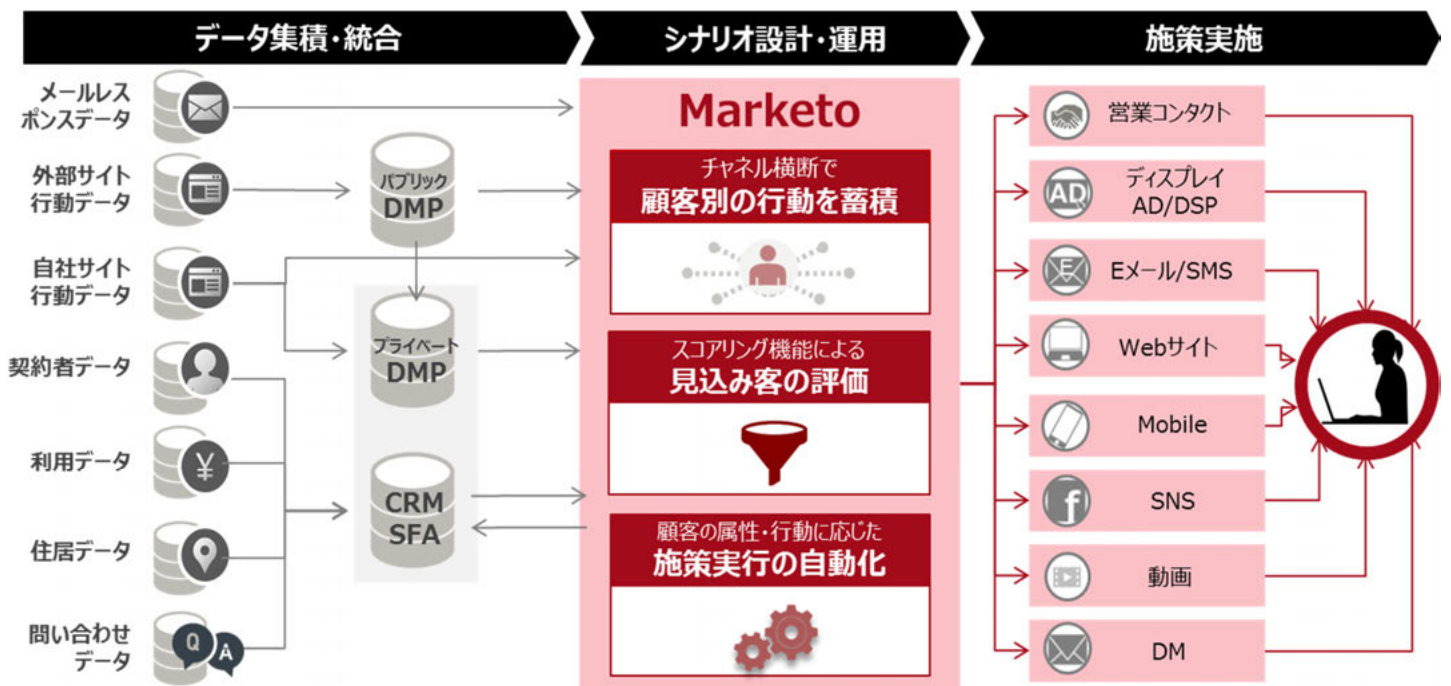 データ集積・統合
シナリオ設計・運用
施策実施
メールレス
ポンスデータ
外部サイト
行動データ
自社サイト
行動データ
契約者データ
利用データ
¥
住居データ
問い合わせ
データ
Q
A
パブリック
DMP
プライベート
DMP
CRM
SFA
Marketo
チャネル横断で
顧客別の行動を蓄積
スコアリング機能による
見込み客の評価
顧客の属性・行動に応じた
施策実行の自動化
営業コンタクト
AD
ディスプレイ
AD/DSP
E
Eメール/SMS
Webサイト
Mobile
f
SNS
動画
DM